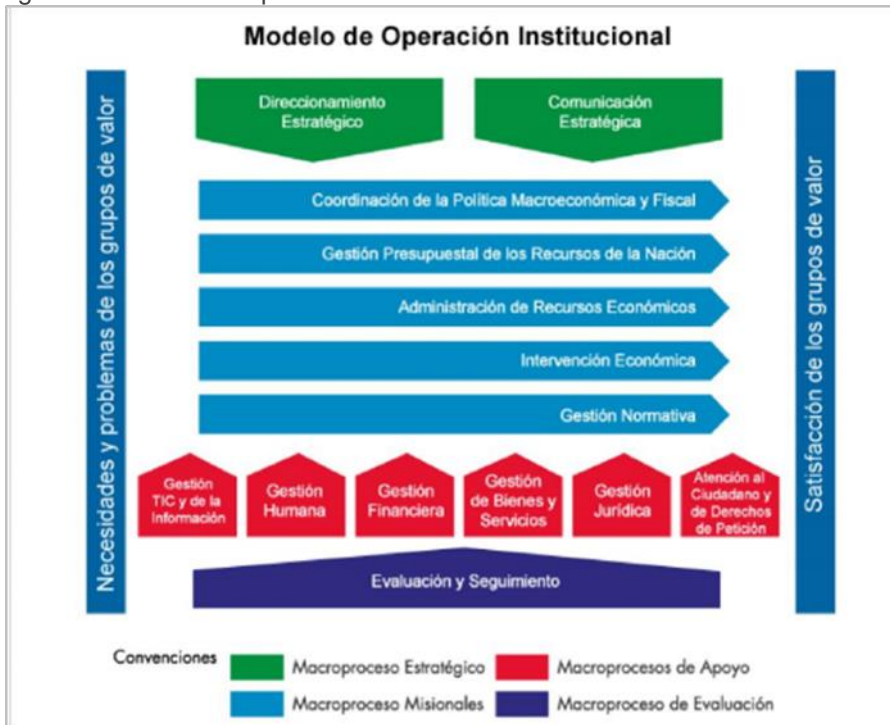 Modelo de Operación Institucional
Necesidades y problemas de los grupos de valor
Direccionamiento
Estratégico
Comunicación
Estratégica
Coordinación de la Política Macroeconómica y Fiscal
Gestión Presupuestal de los Recursos de la Nación
Administración de Recursos Económicos
Intervención Económica
Gestión Normativa
Gestión
TIC y de la
Información
Gestión
Humana
Gestión
Financiera
Gestión
de Bienes y
Servicios
Gestión
Jurídica
Atención al
Ciudadano y
de Derechos
de Petición
Evaluación y Seguimiento
Satisfacción de los grupos de valor
Convenciones
Macroproceso Estratégico
Macroprocesos de Apoyo
Macroproceso Misionales
Macroproceso de Evaluación